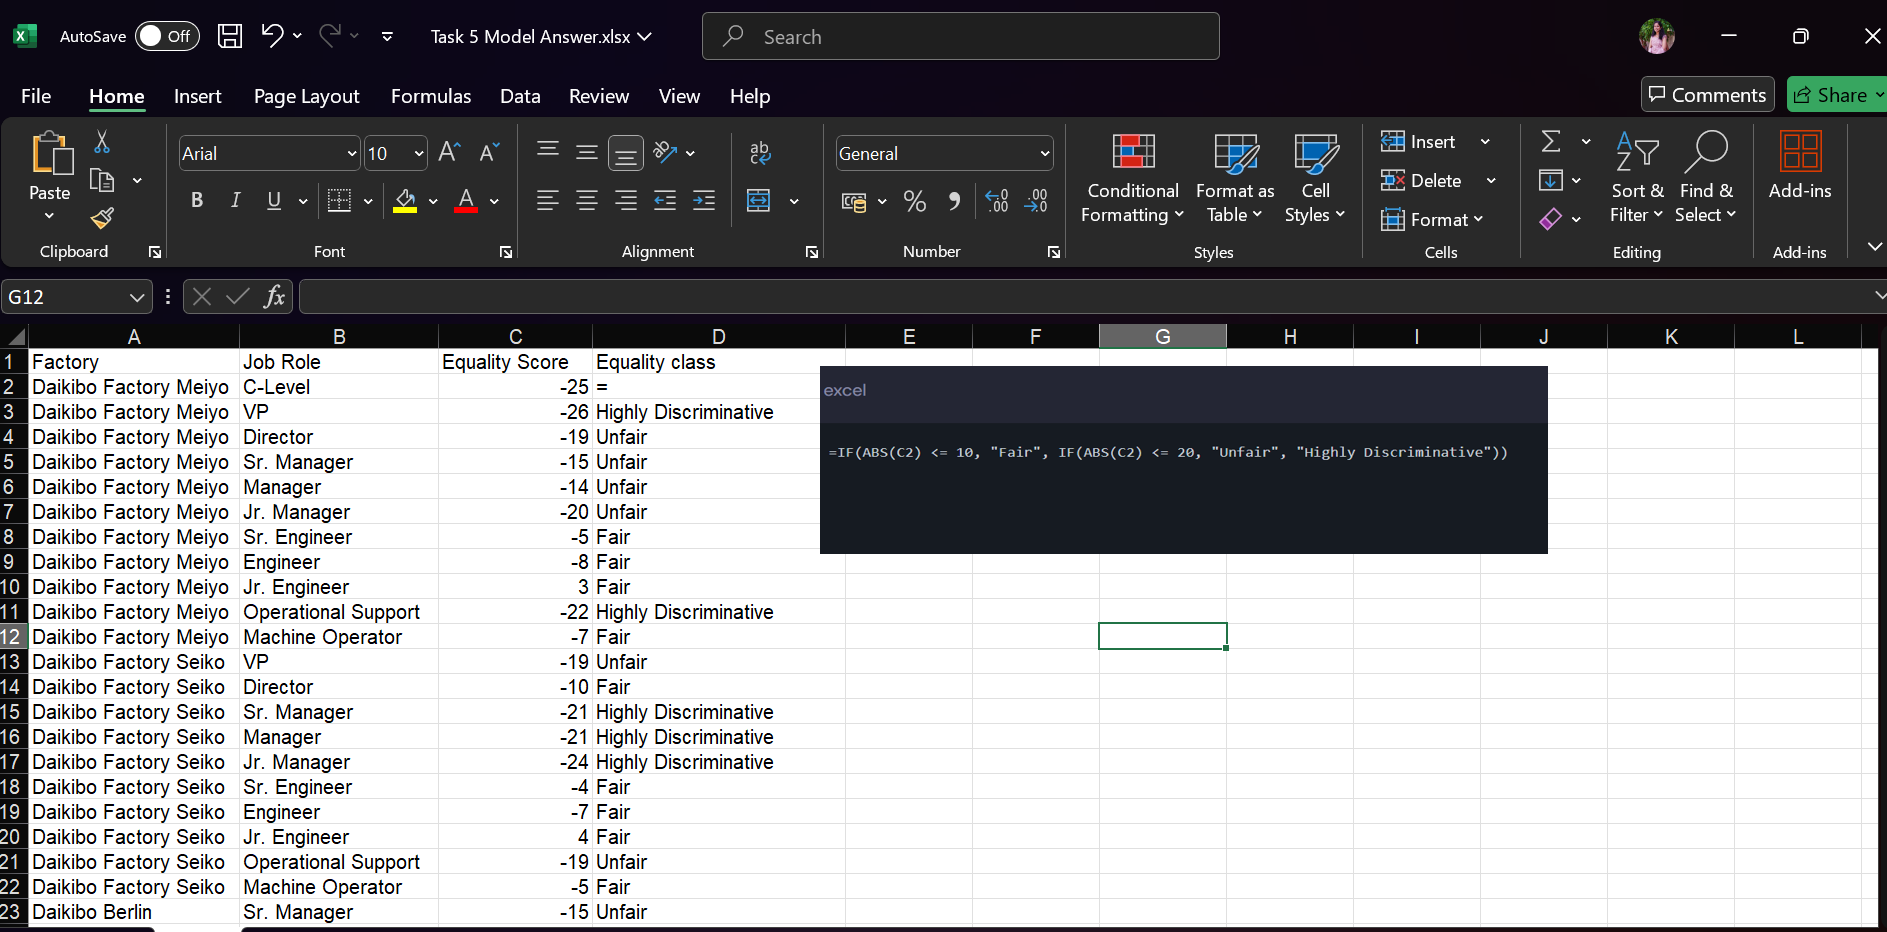 AutoSave Off Task 5 Model Answer.xlsx Search
File Home Insert Page Layout Formulas Data Review View Help Comments Share
Paste
Clipboard
Arial 10
B I U A
Font
ab
Alignment
General
% 9 .00
Number
Conditional Formatting
Format as Table
Cell Styles
Styles
Insert
Delete
Format
Cells
Sort & Filter
Find & Select
Editing
Add-ins
Add-ins
G12 fx
A B C D E F G H I J K L
1 Factory Job Role Equality Score Equality class
2 Daikibo Factory Meiyo C-Level -25 =
3 Daikibo Factory Meiyo VP -26 Highly Discriminative
4 Daikibo Factory Meiyo Director -19 Unfair
5 Daikibo Factory Meiyo Sr. Manager -15 Unfair
6 Daikibo Factory Meiyo Manager -14 Unfair
7 Daikibo Factory Meiyo Jr. Manager -20 Unfair
8 Daikibo Factory Meiyo Sr. Engineer -5 Fair
9 Daikibo Factory Meiyo Engineer -8 Fair
10 Daikibo Factory Meiyo Jr. Engineer 3 Fair
11 Daikibo Factory Meiyo Operational Support -22 Highly Discriminative
12 Daikibo Factory Meiyo Machine Operator -7 Fair
13 Daikibo Factory Seiko VP -19 Unfair
14 Daikibo Factory Seiko Director -10 Fair
15 Daikibo Factory Seiko Sr. Manager -21 Highly Discriminative
16 Daikibo Factory Seiko Manager -21 Highly Discriminative
17 Daikibo Factory Seiko Jr. Manager -24 Highly Discriminative
18 Daikibo Factory Seiko Sr. Engineer -4 Fair
19 Daikibo Factory Seiko Engineer -7 Fair
20 Daikibo Factory Seiko Jr. Engineer 4 Fair
21 Daikibo Factory Seiko Operational Support -19 Unfair
22 Daikibo Factory Seiko Machine Operator -5 Fair
23 Daikibo Berlin Sr. Manager -15 Unfair
excel
=IF(ABS(C2) <= 10, "Fair", IF(ABS(C2) <= 20, "Unfair", "Highly Discriminative"))